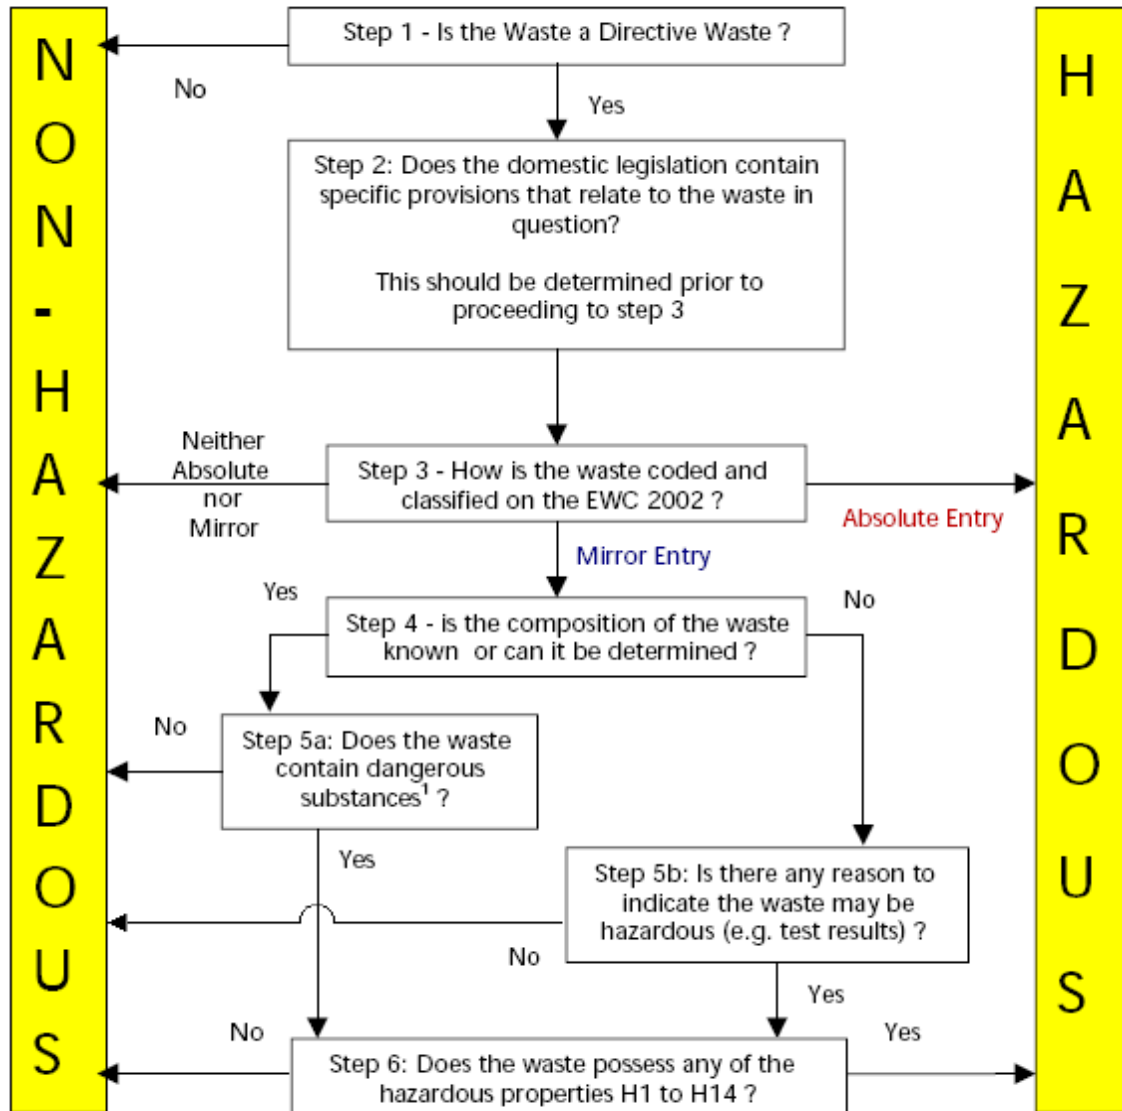 NON-HAZARDOUS
HAZARDOUS
Step 1 - Is the Waste a Directive Waste ?
No
Yes
Step 2: Does the domestic legislation contain
specific provisions that relate to the waste in
question?
This should be determined prior to
proceeding to step 3
Neither
Absolute
nor
Mirror
Step 3 - How is the waste coded and
classified on the EWC 2002 ?
Absolute Entry
Mirror Entry
Yes
No
Step 4 - is the composition of the waste
known or can it be determined ?
No
Step 5a: Does the waste
contain dangerous
substances¹ ?
Yes
Step 5b: Is there any reason to
indicate the waste may be
hazardous (e.g. test results) ?
No
Yes
No
Yes
Step 6: Does the waste possess any of the
hazardous properties H1 to H14 ?